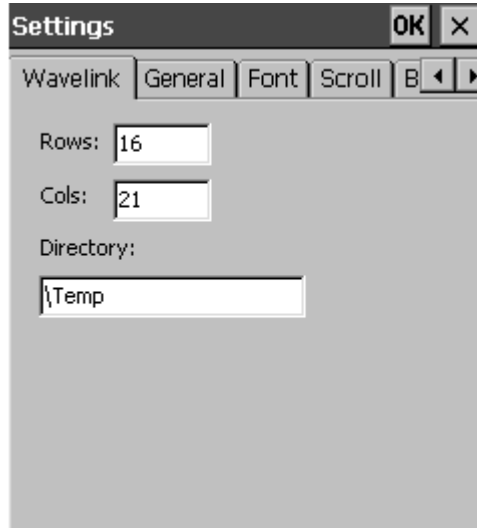 Settings OK ×
Wavelink General Font Scroll B
Rows: 16
Cols: 21
Directory:
\Temp